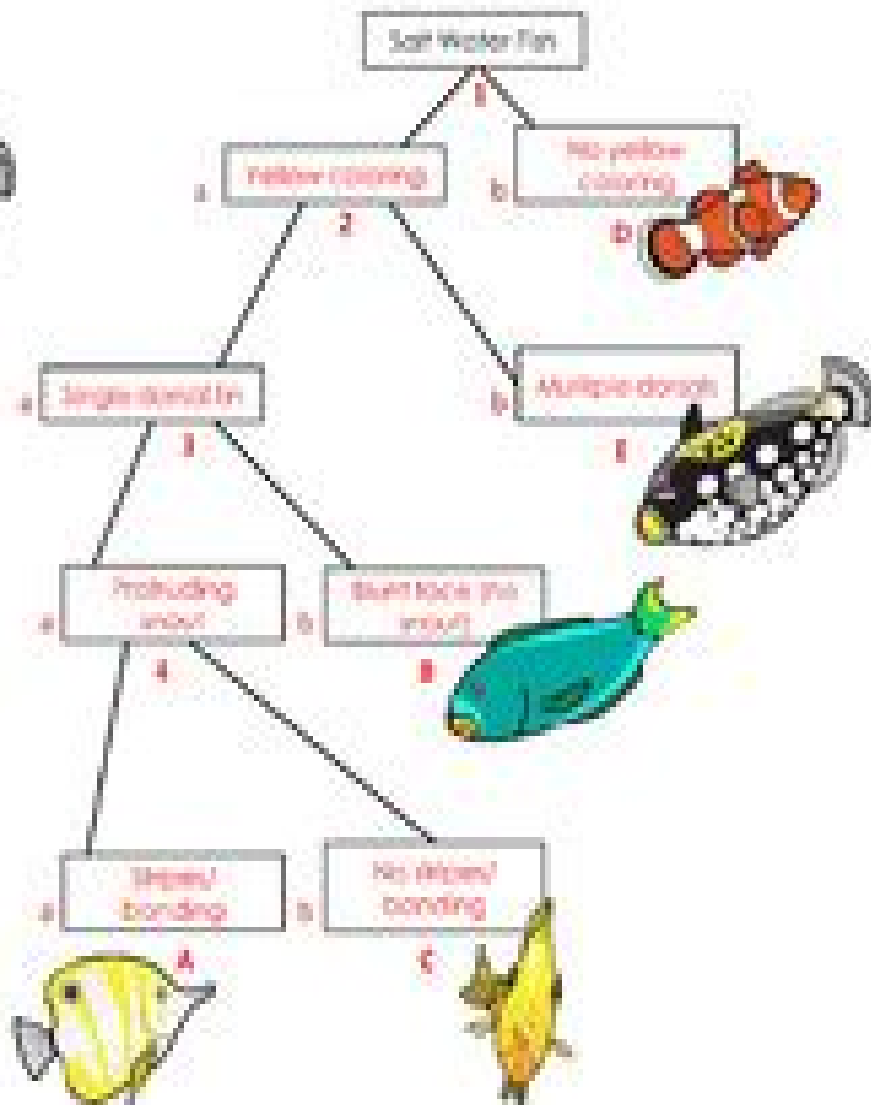 Salt Water Fish
1
a
Yellow coloring
b
No yellow
coloring
2
D
a
Single dorsal fin
b
Multiple dorsals
3
E
a
Protruding
snout
b
Blunt face (no
snout)
4
B
a
Stripes/
banding
b
No stripes/
banding
A
C